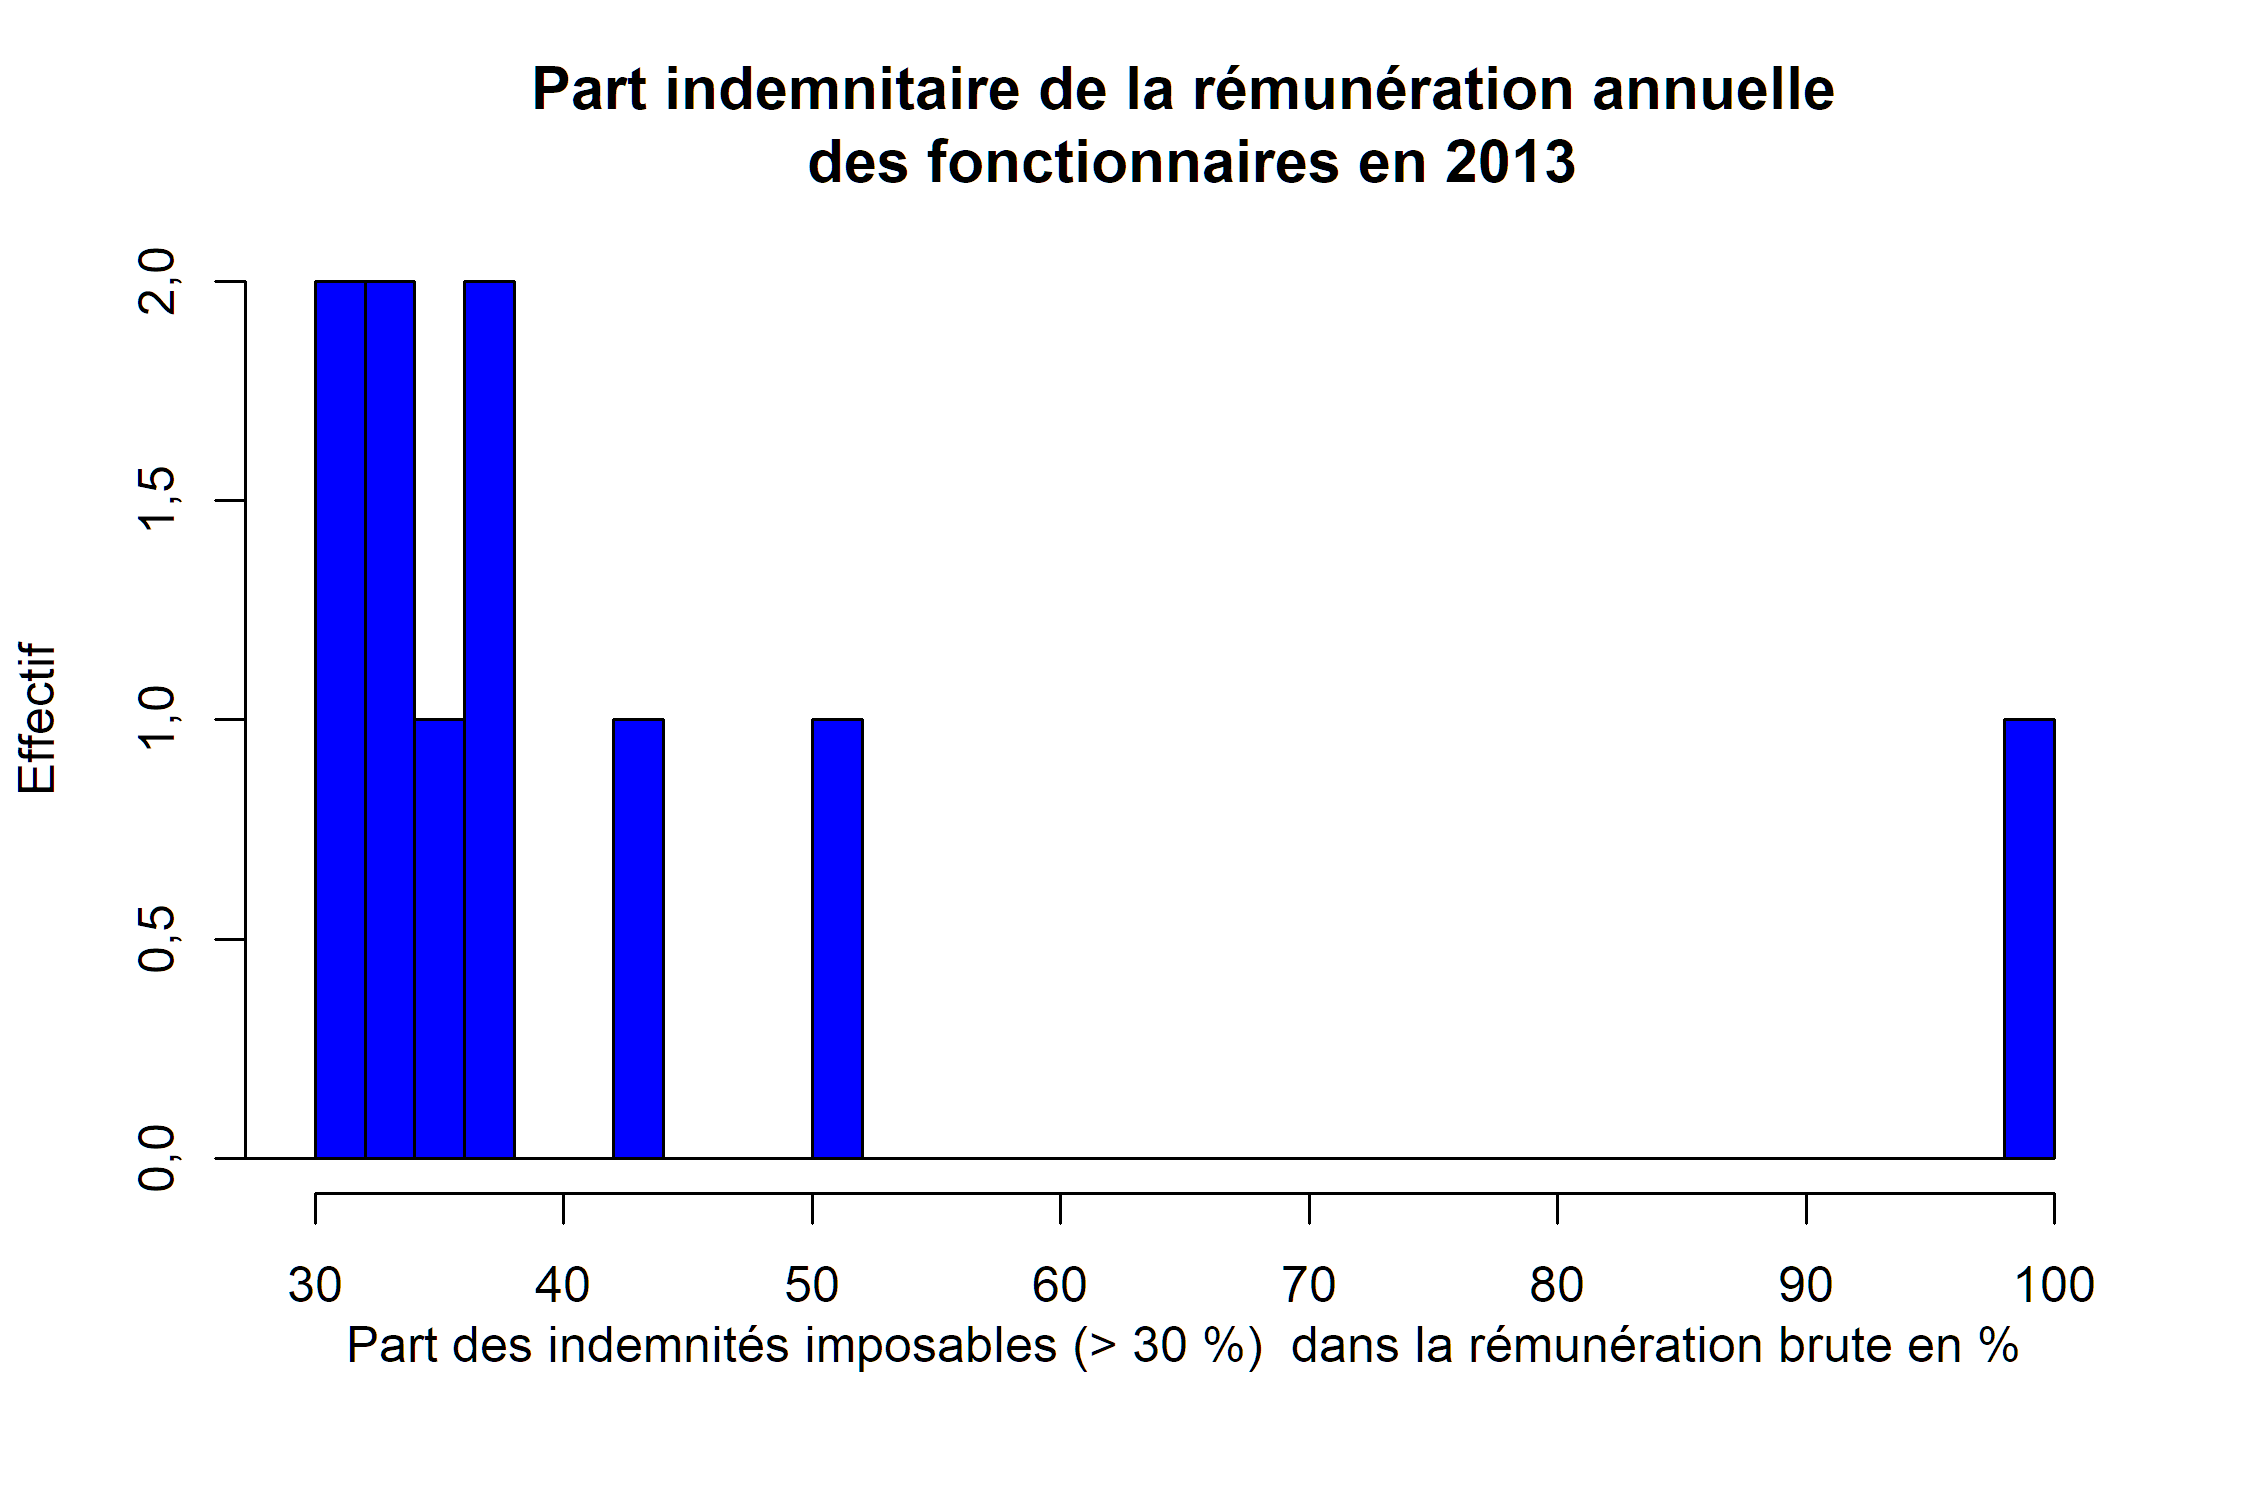 Part indemnitaire de la rémunération annuelle
des fonctionnaires en 2013
Effectif
2,0
1,5
1,0
0,5
0,0
30 40 50 60 70 80 90 100
Part des indemnités imposables (> 30 %)  dans la rémunération brute en %